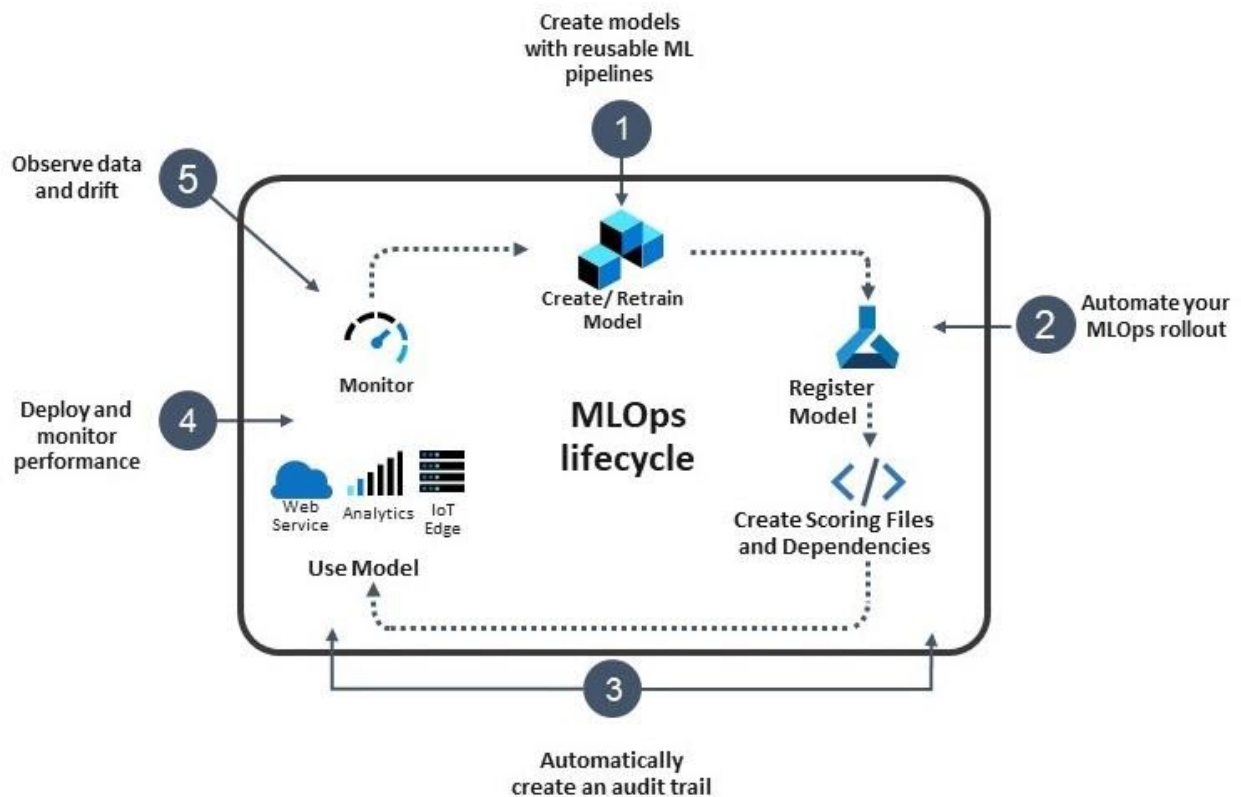 Create models
with reusable ML
pipelines
1
Observe data
and drift
5
Create/ Retrain
Model
2
Automate your
MLOps rollout
Monitor
Register
Model
MLOps
lifecycle
4
Deploy and
monitor
performance
Web
Service
Analytics
IoT
Edge
Use Model
Create Scoring Files
and Dependencies
3
Automatically
create an audit trail